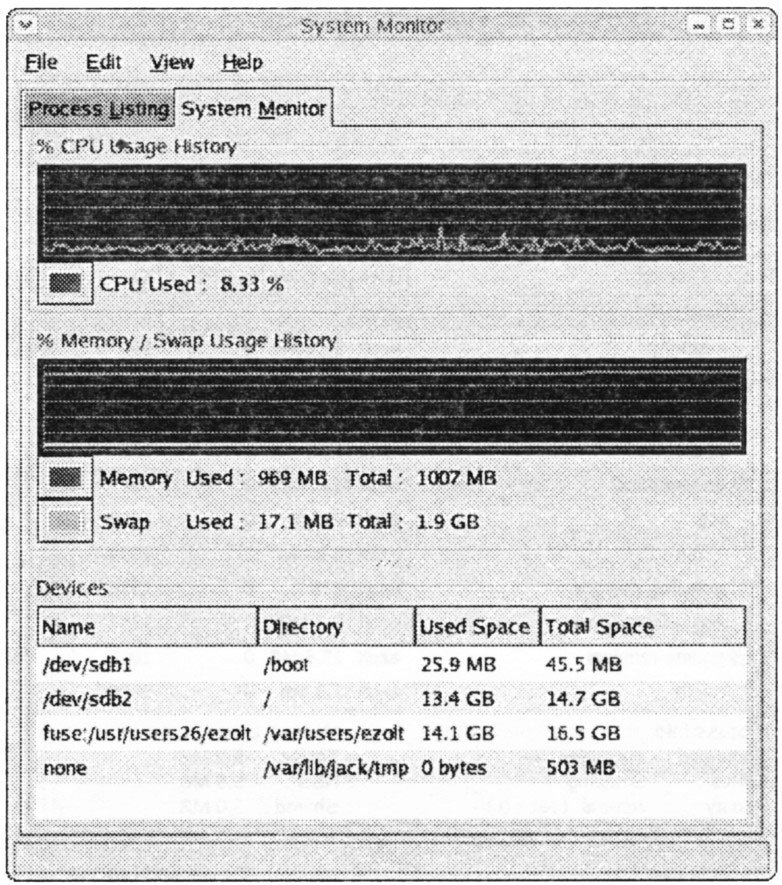 System Monitor
File Edit View Help
Process Listing System Monitor
% CPU Usage History
CPU Used : 8.33 %
% Memory / Swap Usage History
Memory Used : 969 MB Total : 1007 MB
Swap Used : 17.1 MB Total : 1.9 GB
Devices
Name Directory Used Space Total Space
/dev/sdb1 /boot 25.9 MB 45.5 MB
/dev/sdb2 / 13.4 GB 14.7 GB
fuse:/usr/users26/ezolt /var/users/ezolt 14.1 GB 16.5 GB
none /var/lib/jack/tmp 0 bytes 503 MB